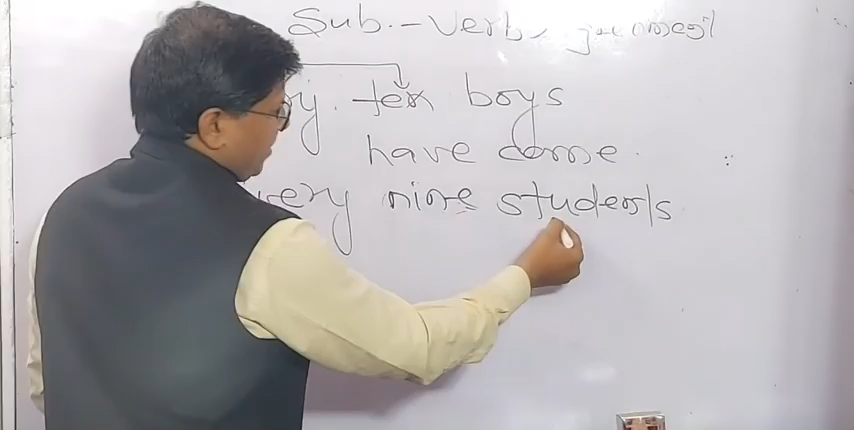 Sub. - Verb
ten boys
have come.
nine students